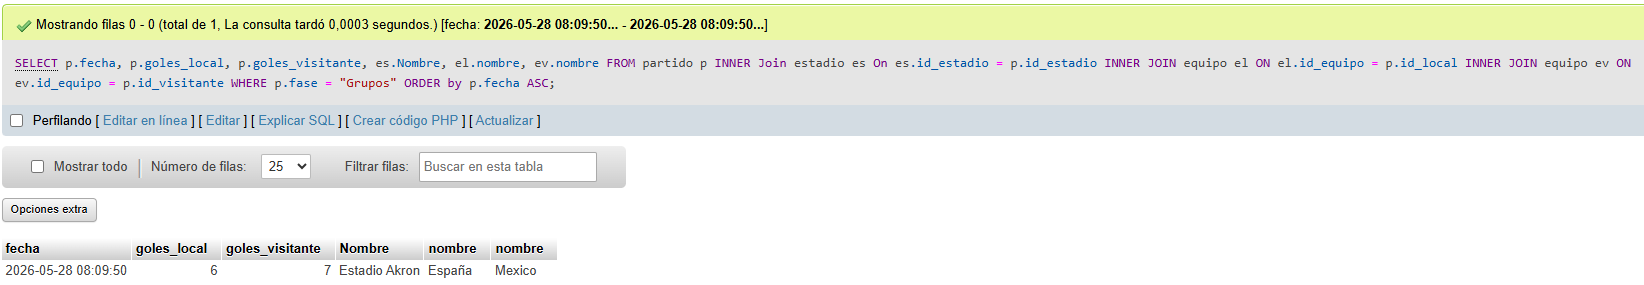 Mostrando filas 0 - 0 (total de 1, La consulta tardó 0,0003 segundos.) [fecha: 2026-05-28 08:09:50... - 2026-05-28 08:09:50...]
SELECT p.fecha, p.goles_local, p.goles_visitante, es.Nombre, el.nombre, ev.nombre FROM partido p INNER Join estadio es On es.id_estadio = p.id_estadio INNER JOIN equipo el ON el.id_equipo = p.id_local INNER JOIN equipo ev ON
ev.id_equipo = p.id_visitante WHERE p.fase = "Grupos" ORDER by p.fecha ASC;
Perfilando [ Editar en línea ] [ Editar ] [ Explicar SQL ] [ Crear código PHP ] [ Actualizar ]
Mostrar todo Número de filas: 25 Filtrar filas: Buscar en esta tabla
Opciones extra
fecha goles_local goles_visitante Nombre nombre nombre
2026-05-28 08:09:50 6 7 Estadio Akron España Mexico